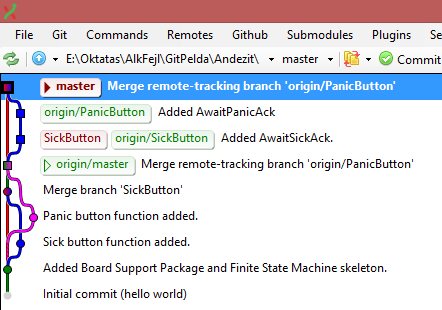 File Edit Git Commands Remotes Github Submodules Plugins Se
E:\Oktatas\AlkFejl\GitPelda\Andezit\ master Commit
master Merge remote-tracking branch 'origin/PanicButton'
origin/PanicButton Added AwaitPanicAck
SickButton origin/SickButton Added AwaitSickAck.
origin/master Merge remote-tracking branch 'origin/PanicButton'
Merge branch 'SickButton'
Panic button function added.
Sick button function added.
Added Board Support Package and Finite State Machine skeleton.
Initial commit (hello world)